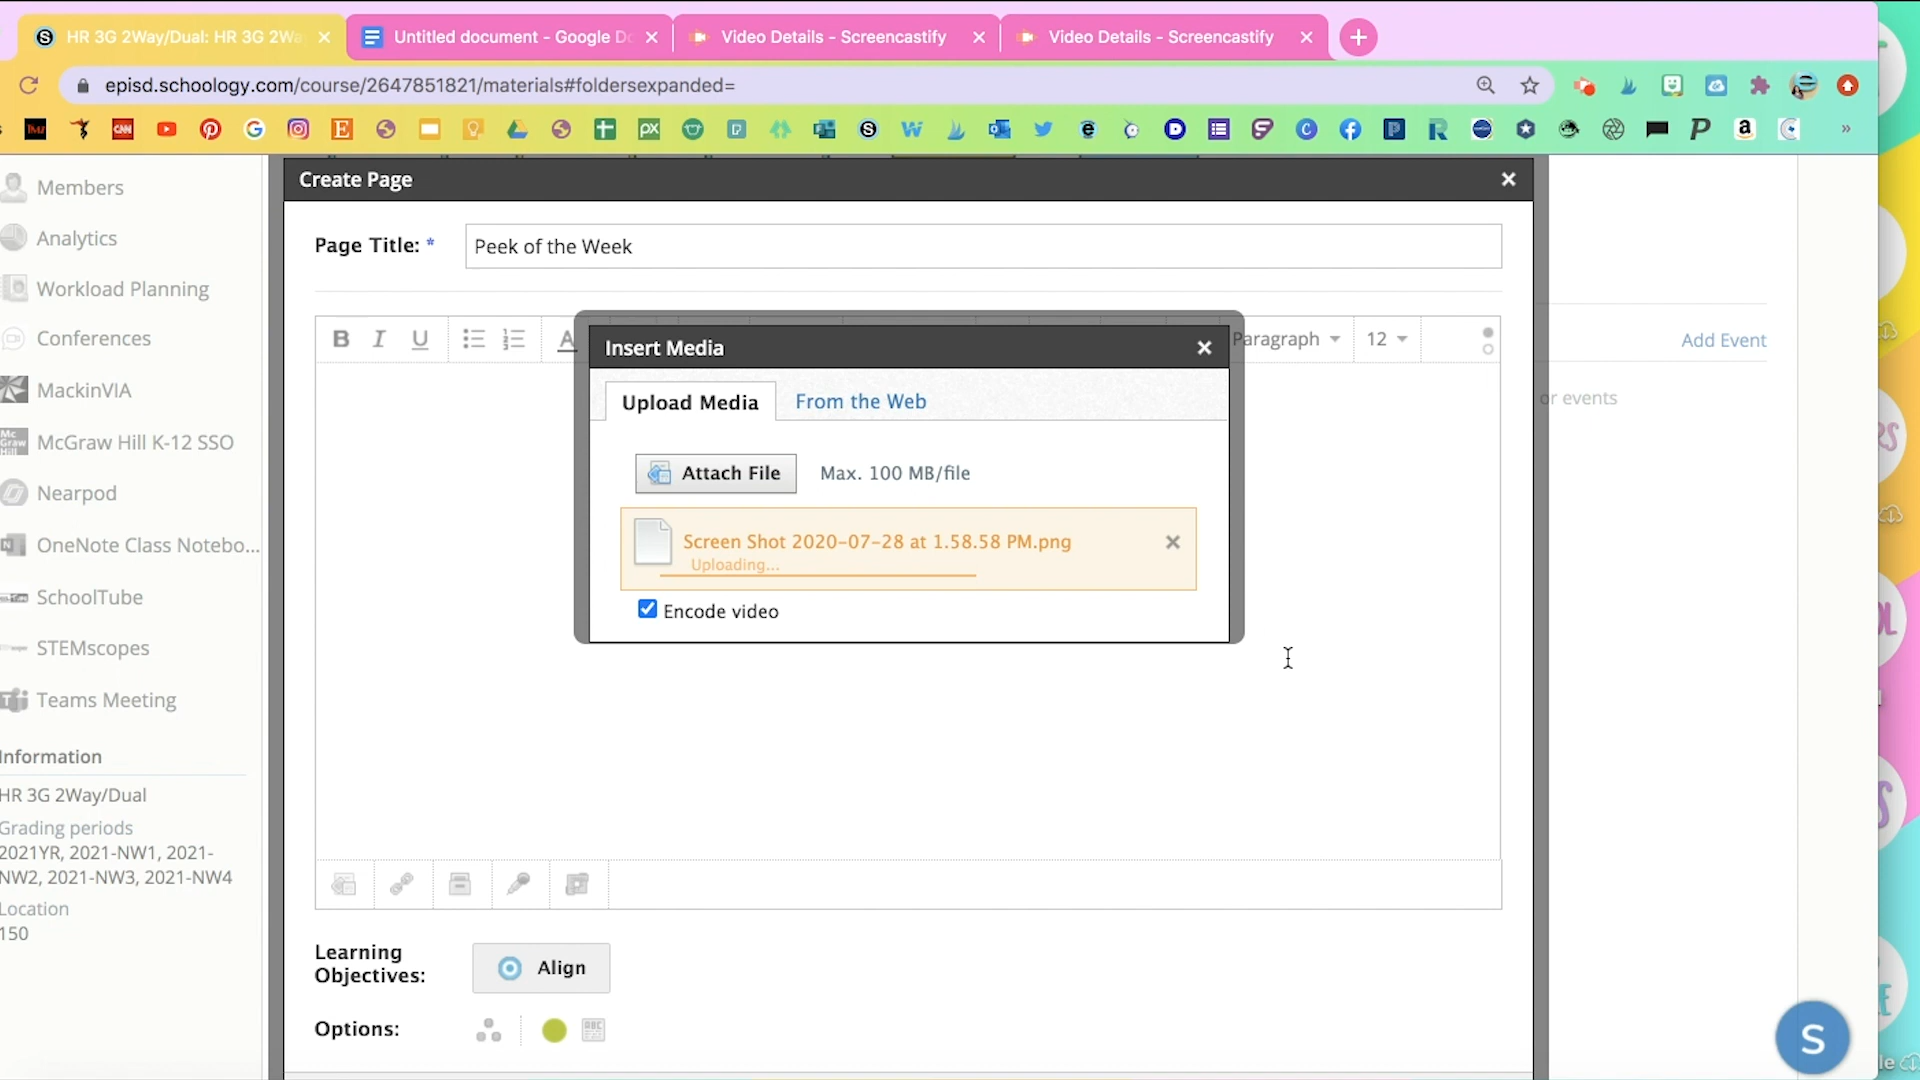 HR 3G 2Way/Dual: HR 3G 2Wa
Untitled document - Google Do
Video Details - Screencastify
Video Details - Screencastify
episd.schoology.com/course/2647851821/materials#foldersexpanded=
Create Page
Page Title: *
Peek of the Week
Members
Analytics
Workload Planning
Conferences
MackinVIA
McGraw Hill K-12 SSO
Nearpod
OneNote Class Notebo...
SchoolTube
STEMscopes
Teams Meeting
Information
HR 3G 2Way/Dual
Grading periods
2021YR, 2021-NW1, 2021-
NW2, 2021-NW3, 2021-NW4
Location
150
B I U
A
Paragraph
12
Insert Media
Upload Media
From the Web
Attach File
Max. 100 MB/file
Screen Shot 2020-07-28 at 1.58.58 PM.png
Uploading...
Encode video
Add Event
or events
Learning
Objectives:
Align
Options:
S